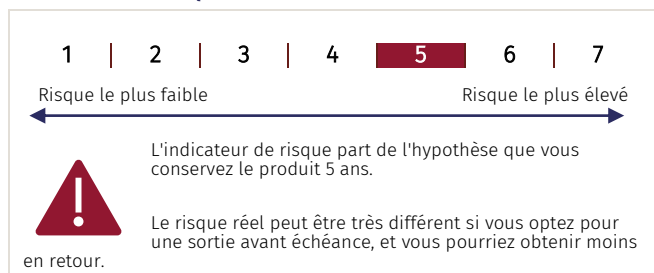 1 | 2 | 3 | 4 5 6 | 7
Risque le plus faible Risque le plus élevé
L'indicateur de risque part de l'hypothèse que vous
conservez le produit 5 ans.
!
Le risque réel peut être très différent si vous optez pour
une sortie avant échéance, et vous pourriez obtenir moins
en retour.